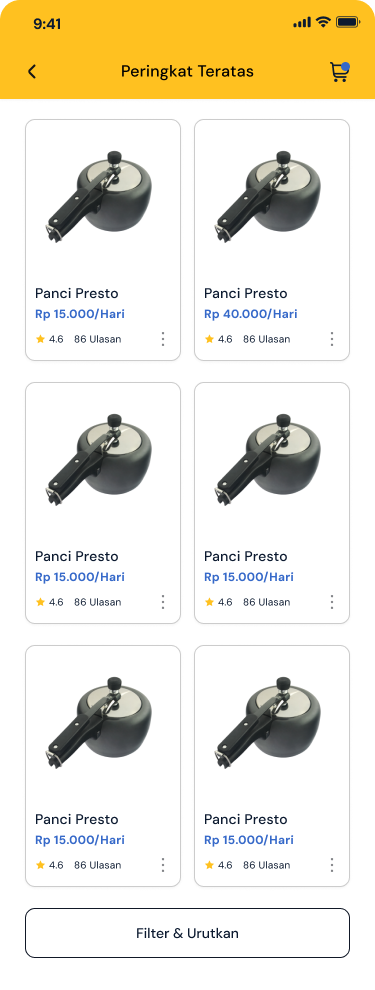 9:41
Peringkat Teratas
Panci Presto
Rp 15.000/Hari
4.6 86 Ulasan
Panci Presto
Rp 40.000/Hari
4.6 86 Ulasan
Panci Presto
Rp 15.000/Hari
4.6 86 Ulasan
Panci Presto
Rp 15.000/Hari
4.6 86 Ulasan
Panci Presto
Rp 15.000/Hari
4.6 86 Ulasan
Panci Presto
Rp 15.000/Hari
4.6 86 Ulasan
Filter & Urutkan